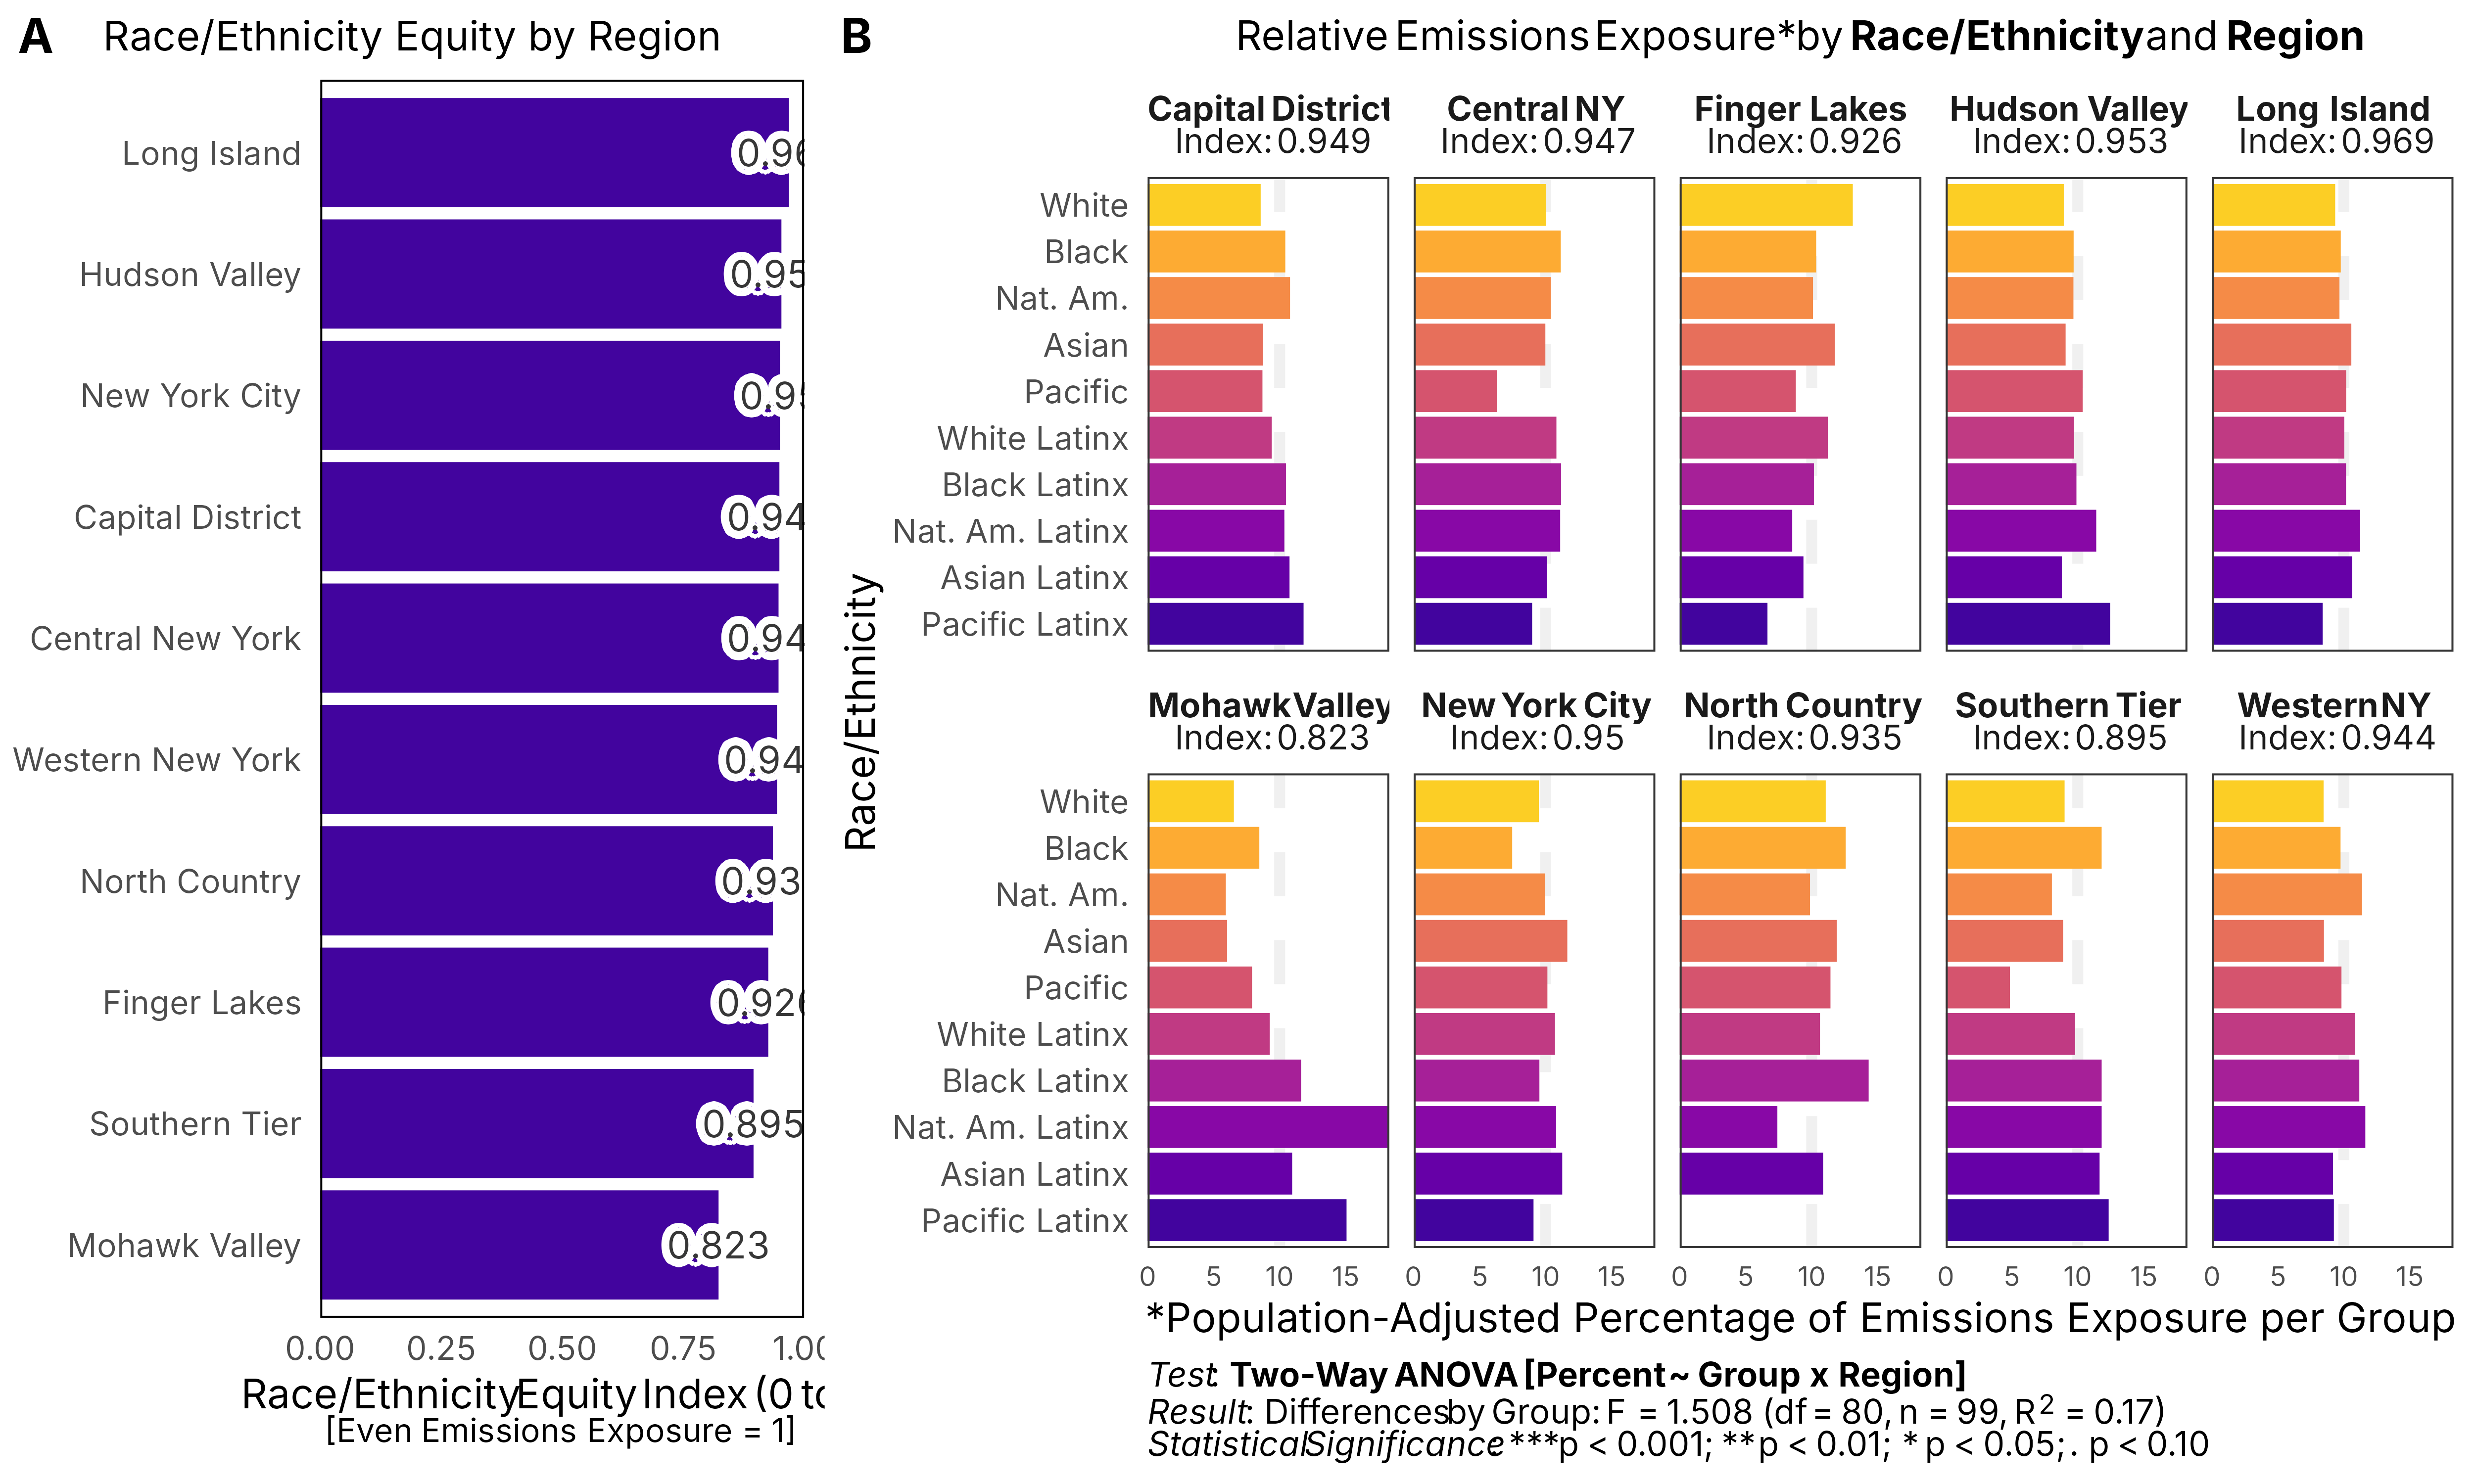 A Race/Ethnicity Equity by Region
Long Island 0.96
Hudson Valley 0.95
New York City 0.95
Capital District 0.94
Central New York 0.94
Western New York 0.94
North Country 0.93
Finger Lakes 0.926
Southern Tier 0.895
Mohawk Valley 0.823
0.00 0.25 0.50 0.75 1.00
Race/Ethnicity Equity Index (0 to
[Even Emissions Exposure = 1]
B Relative Emissions Exposure* by Race/Ethnicity and Region
Race/Ethnicity
Capital District Central NY Finger Lakes Hudson Valley Long Island
Index: 0.949 Index: 0.947 Index: 0.926 Index: 0.953 Index: 0.969
White
Black
Nat. Am.
Asian
Pacific
White Latinx
Black Latinx
Nat. Am. Latinx
Asian Latinx
Pacific Latinx
Mohawk Valley New York City North Country Southern Tier Western NY
Index: 0.823 Index: 0.95 Index: 0.935 Index: 0.895 Index: 0.944
White
Black
Nat. Am.
Asian
Pacific
White Latinx
Black Latinx
Nat. Am. Latinx
Asian Latinx
Pacific Latinx
0 5 10 15 0 5 10 15 0 5 10 15 0 5 10 15 0 5 10 15
*Population-Adjusted Percentage of Emissions Exposure per Group
Test: Two-Way ANOVA [Percent ~ Group x Region]
Result: Differences by Group: F = 1.508 (df = 80, n = 99, R² = 0.17)
Statistical Significance: *** p < 0.001; ** p < 0.01; * p < 0.05; . p < 0.10